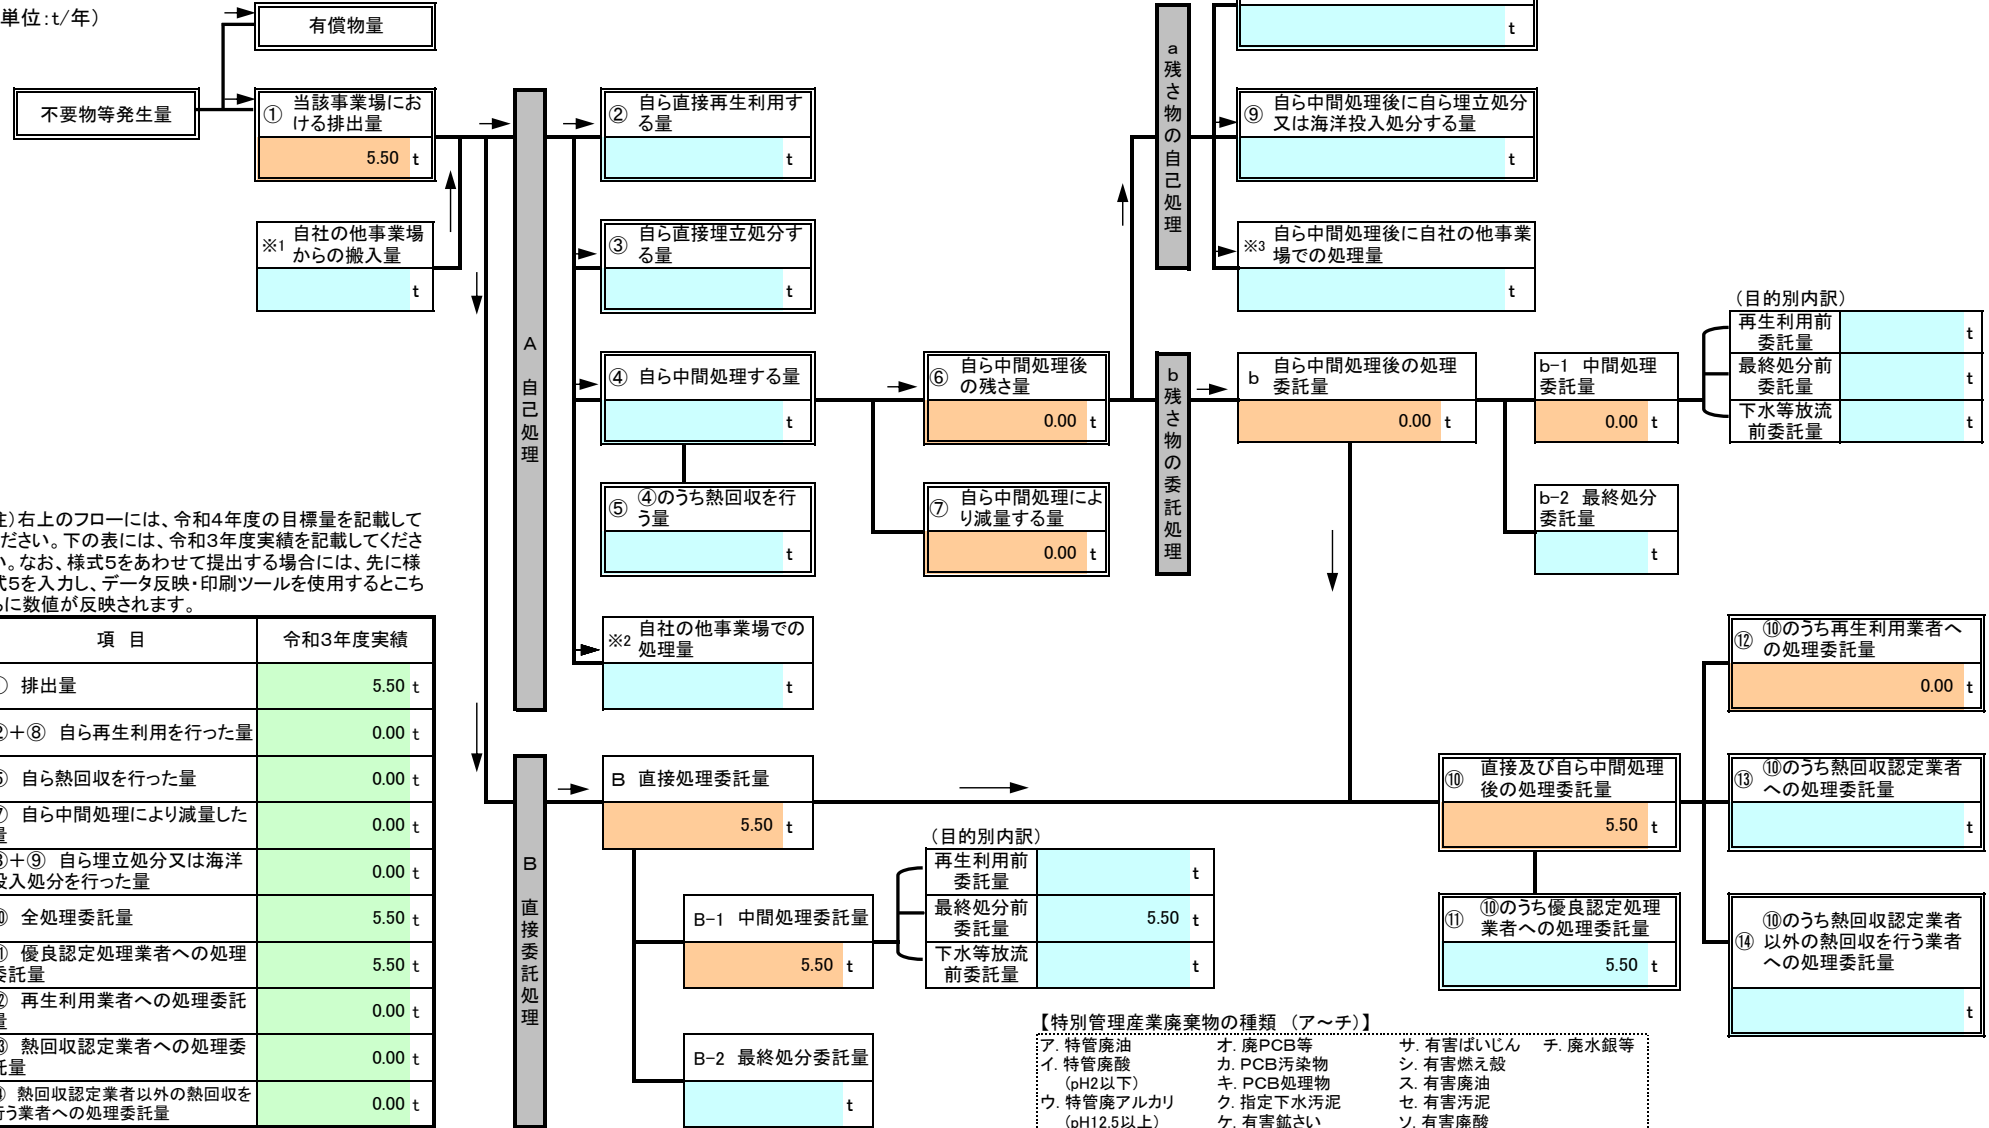 単位:t/年)
有償物量
不要物等発生量
① 当該事業場にお
ける排出量
5.50 t
※1 自社の他事業場
からの搬入量
t
A 自己処理
② 自ら直接再生利用す
る量
t
③ 自ら直接埋立処分す
る量
t
④ 自ら中間処理する量
t
⑤ ④のうち熱回収を行
う量
t
※2 自社の他事業場での
処理量
t
⑥ 自ら中間処理後
の残さ量
0.00 t
⑦ 自ら中間処理によ
り減量する量
0.00 t
a 残さ物の自己処理
t
⑨ 自ら中間処理後に自ら埋立処分
又は海洋投入処分する量
t
※3 自ら中間処理後に自社の他事業
場での処理量
t
b 残さ物の委託処理
b 自ら中間処理後の処理
委託量
0.00 t
b-1 中間処理
委託量
0.00 t
(目的別内訳)
再生利用前
委託量 t
最終処分前
委託量 t
下水等放流
前委託量 t
b-2 最終処分
委託量
t
注)右上のフローには、令和4年度の目標量を記載して
ださい。下の表には、令和3年度実績を記載してくださ
い。なお、様式5をあわせて提出する場合には、先に様
式5を入力し、データ反映・印刷ツールを使用するとこち
らに数値が反映されます。
項 目 令和3年度実績
① 排出量 5.50 t
②+⑧ 自ら再生利用を行った量 0.00 t
⑤ 自ら熱回収を行った量 0.00 t
⑦ 自ら中間処理により減量した
量 0.00 t
③+⑨ 自ら埋立処分又は海洋
投入処分を行った量 0.00 t
⑩ 全処理委託量 5.50 t
⑪ 優良認定処理業者への処理
委託量 5.50 t
⑫ 再生利用業者への処理委託
量 0.00 t
⑬ 熱回収認定業者への処理委
託量 0.00 t
⑭ 熱回収認定業者以外の熱回収を
行う業者への処理委託量 0.00 t
B 直接委託処理
B 直接処理委託量
5.50 t
B-1 中間処理委託量
5.50 t
(目的別内訳)
再生利用前
委託量 t
最終処分前
委託量 5.50 t
下水等放流
前委託量 t
B-2 最終処分委託量
t
⑩ 直接及び自ら中間処理
後の処理委託量
5.50 t
⑪ ⑩のうち優良認定処理
業者への処理委託量
5.50 t
⑫ ⑩のうち再生利用業者へ
の処理委託量
0.00 t
⑬ ⑩のうち熱回収認定業者
への処理委託量
t
⑭ ⑩のうち熱回収認定業者
以外の熱回収を行う業者
への処理委託量
t
【特別管理産業廃棄物の種類 (ア～チ)】
ア. 特管廃油 オ. 廃PCB等 サ. 有害ばいじん チ. 廃水銀等
イ. 特管廃酸 カ. PCB汚染物 シ. 有害燃え殻
(pH2以下) キ. PCB処理物 ス. 有害廃油
ウ. 特管廃アルカリ ク. 指定下水汚泥 セ. 有害汚泥
(pH12.5以上) ケ. 有害鉱さい ソ. 有害廃酸